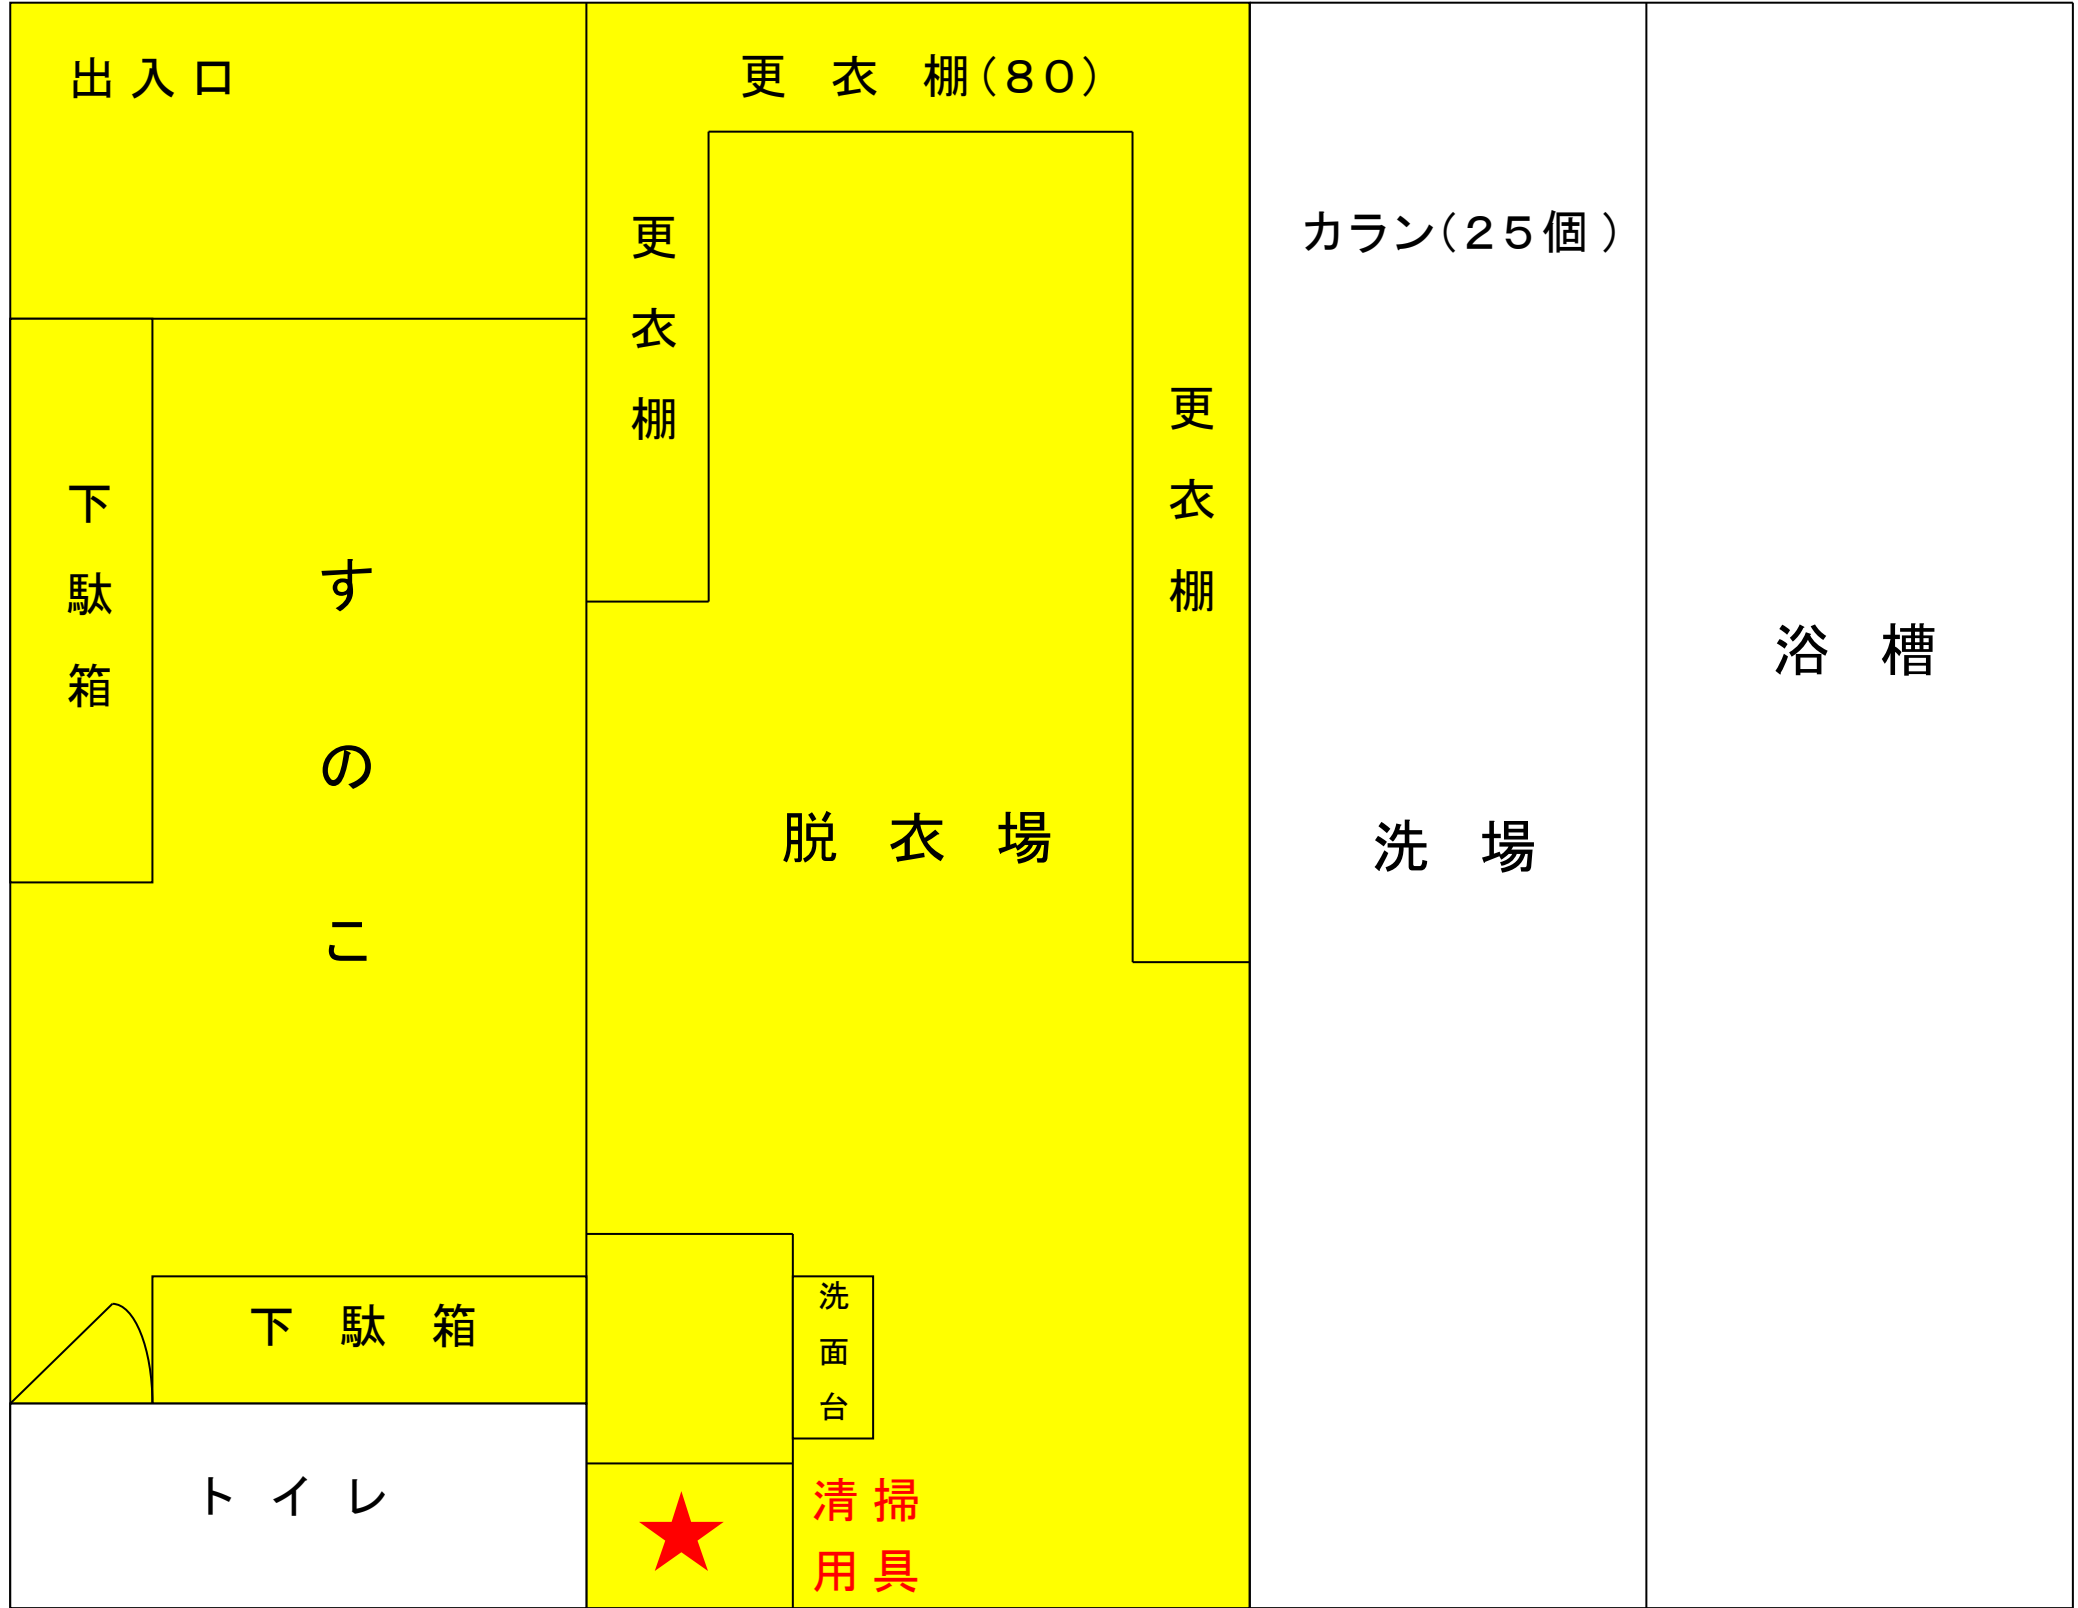 出入口
更衣棚(80)
更衣棚
更衣棚
カラン(25個)
下駄箱
すのこ
脱衣場
洗場
浴槽
下駄箱
洗面台
トイレ
清掃
用具